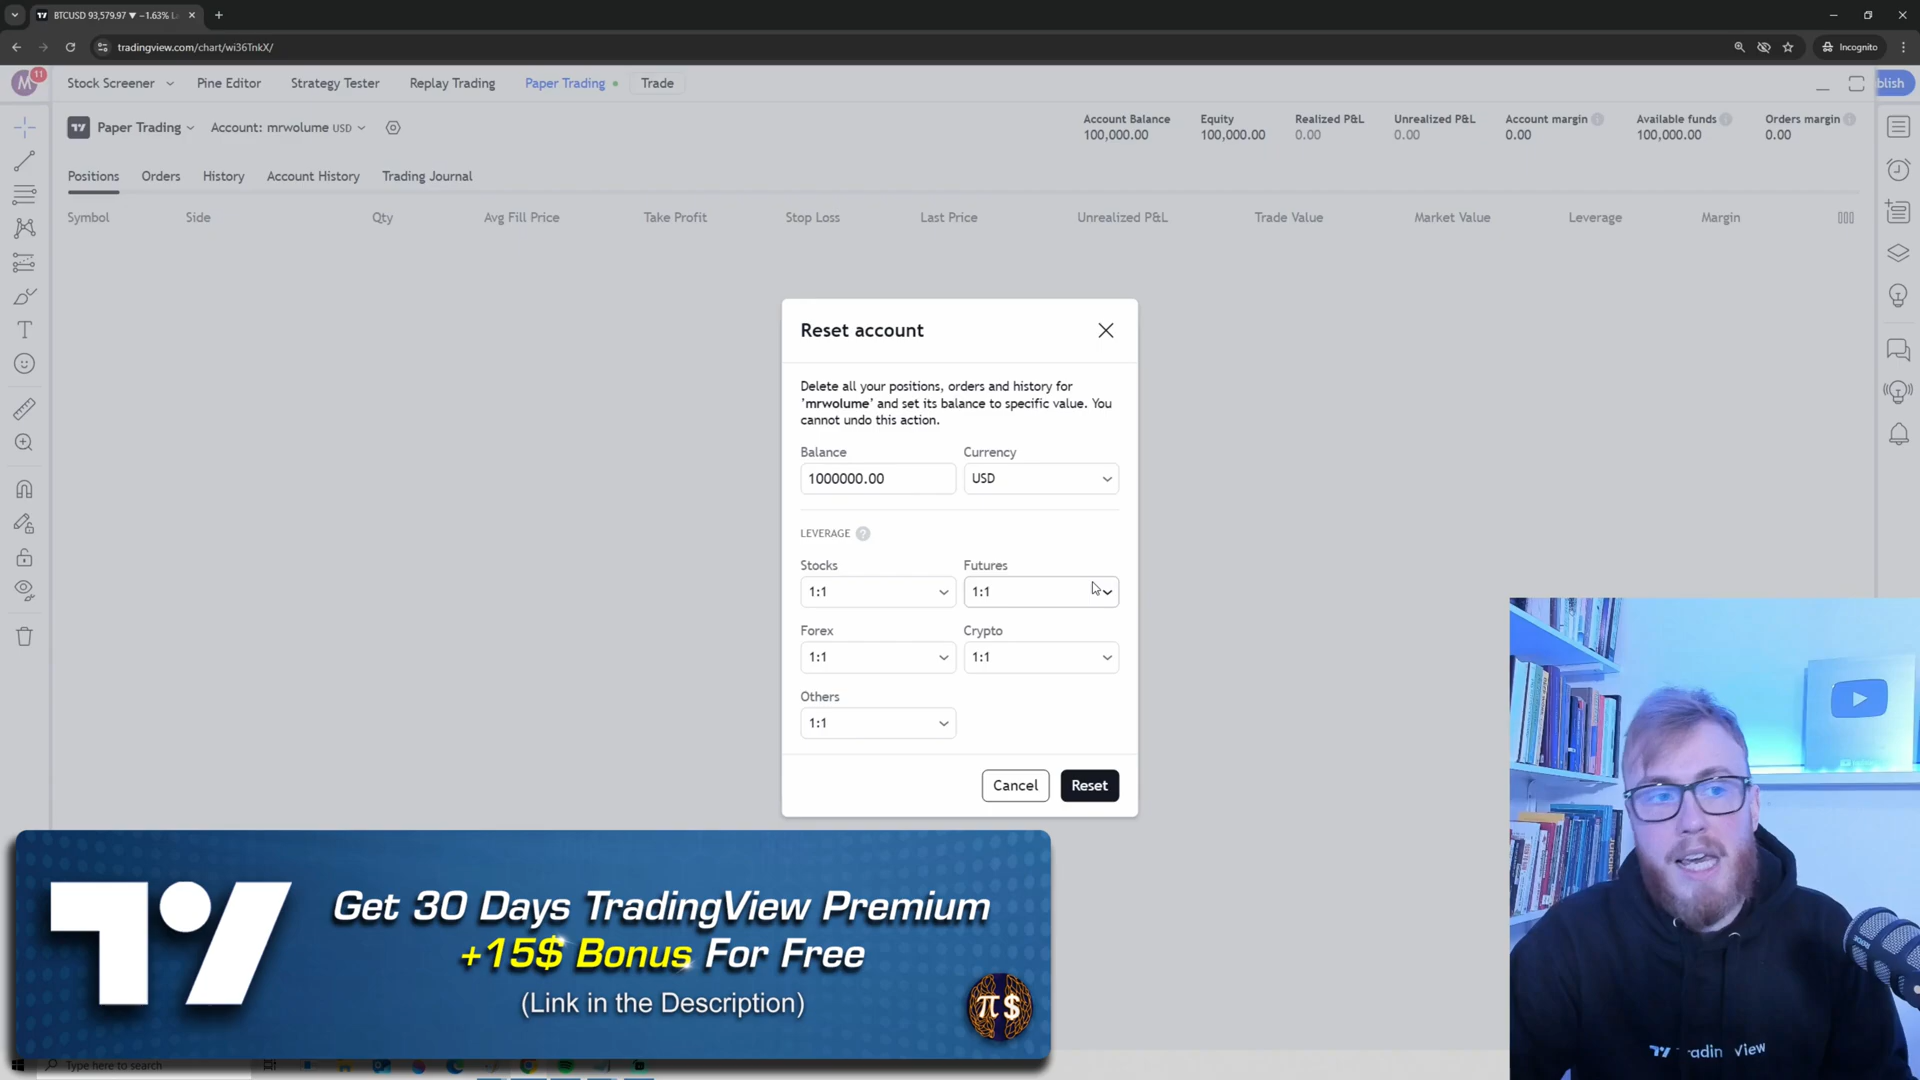 BTCUSD 93,579.97 ▼ −1.63%
tradingview.com/chart/wi36TnkX/
Incognito
M
11
Stock Screener
Pine Editor
Strategy Tester
Replay Trading
Paper Trading
Trade
blish
Paper Trading
Account: mrwolume USD
Account Balance
100,000.00
Equity
100,000.00
Realized P&L
0.00
Unrealized P&L
0.00
Account margin
0.00
Available funds
100,000.00
Orders margin
0.00
Positions
Orders
History
Account History
Trading Journal
Symbol
Side
Qty
Avg Fill Price
Take Profit
Stop Loss
Last Price
Unrealized P&L
Trade Value
Market Value
Leverage
Margin
Reset account
Delete all your positions, orders and history for
'mrwolume' and set its balance to specific value. You
cannot undo this action.
Balance
Currency
1000000.00
USD
LEVERAGE ?
Stocks
Futures
1:1
1:1
Forex
Crypto
1:1
1:1
Others
1:1
Cancel
Reset
Get 30 Days TradingView Premium
+15$ Bonus For Free
(Link in the Description)
π$
Type here to search